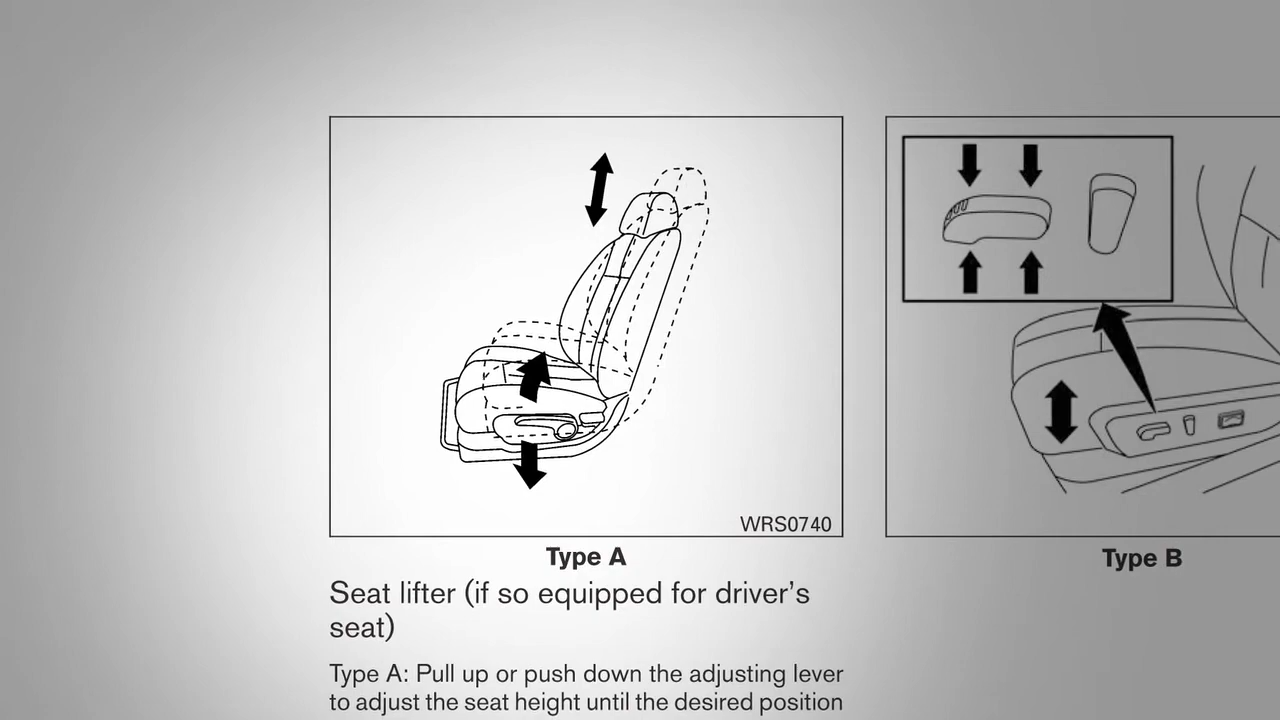 WRS0740
Type A
Type B
Seat lifter (if so equipped for driver’s
seat)
Type A: Pull up or push down the adjusting lever
to adjust the seat height until the desired position